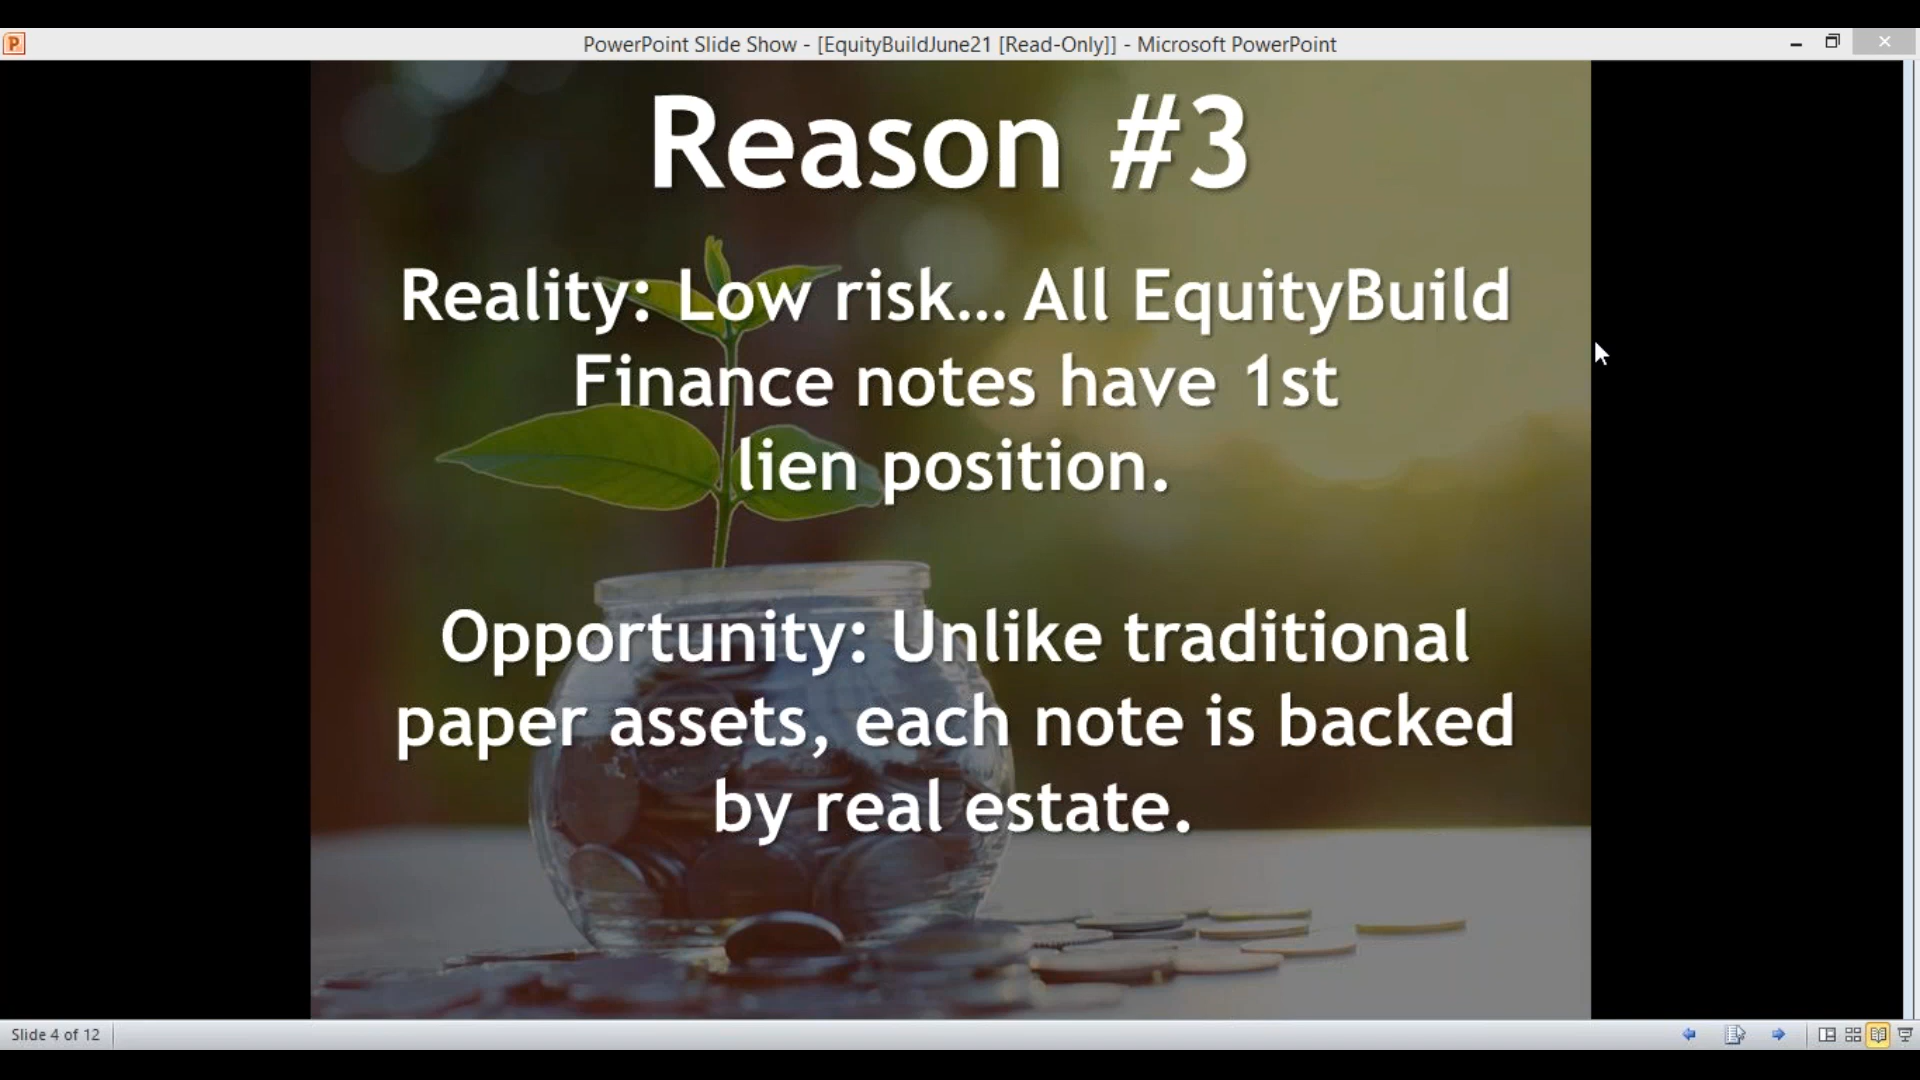 PowerPoint Slide Show - [EquityBuildJune21 [Read-Only]] - Microsoft PowerPoint
Reason #3
Reality: Low risk... All EquityBuild
Finance notes have 1st
lien position.
Opportunity: Unlike traditional
paper assets, each note is backed
by real estate.
Slide 4 of 12